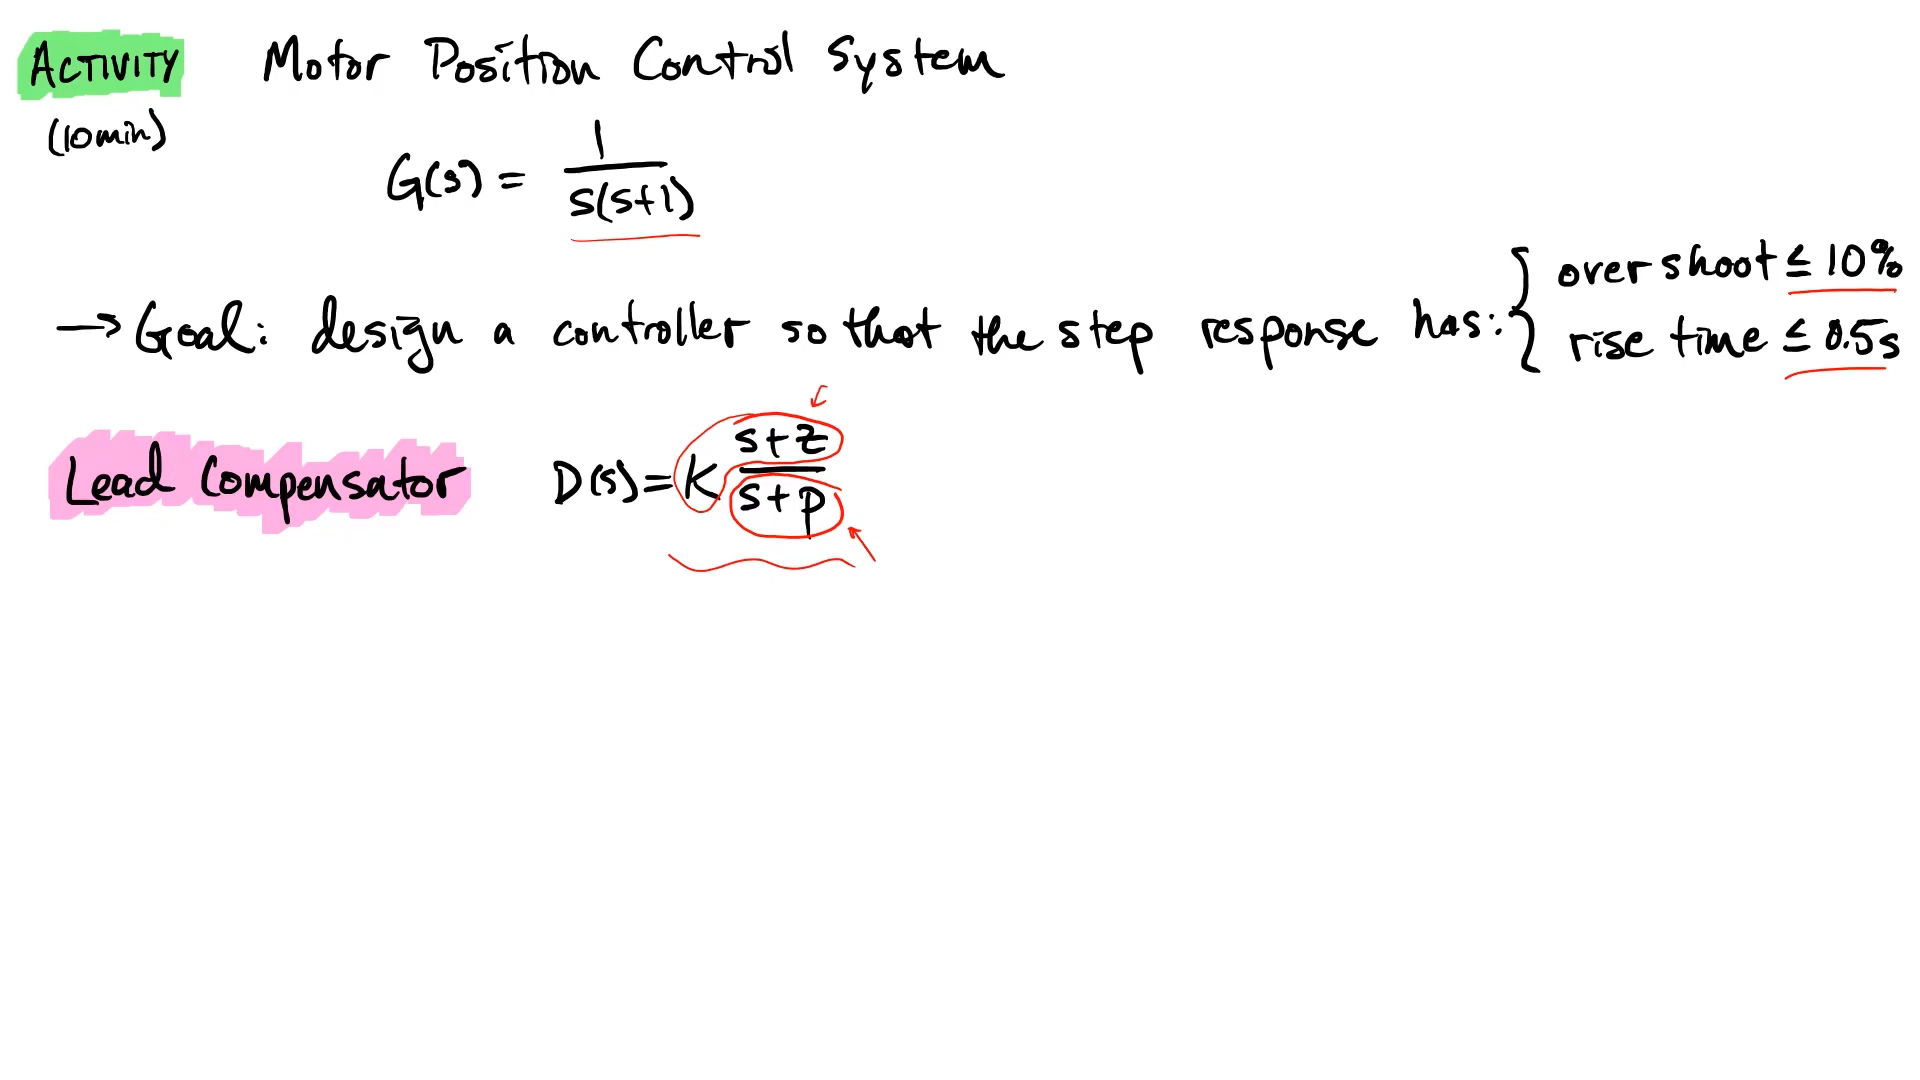 ACTIVITY Motor Position Control System
(10min)
G(s) = 1 / s(s+1)
→ Goal: design a controller so that the step response has: { overshoot ≤ 10%
rise time ≤ 0.5s
Lead Compensator D(s) = K (s+z) / (s+p)